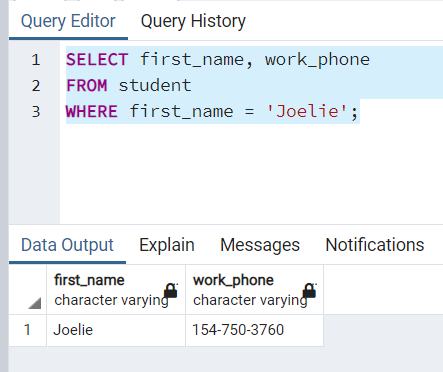 Query Editor Query History
1 SELECT first_name, work_phone
2 FROM student
3 WHERE first_name = 'Joelie';
Data Output Explain Messages Notifications
first_name work_phone
character varying character varying
1 Joelie 154-750-3760